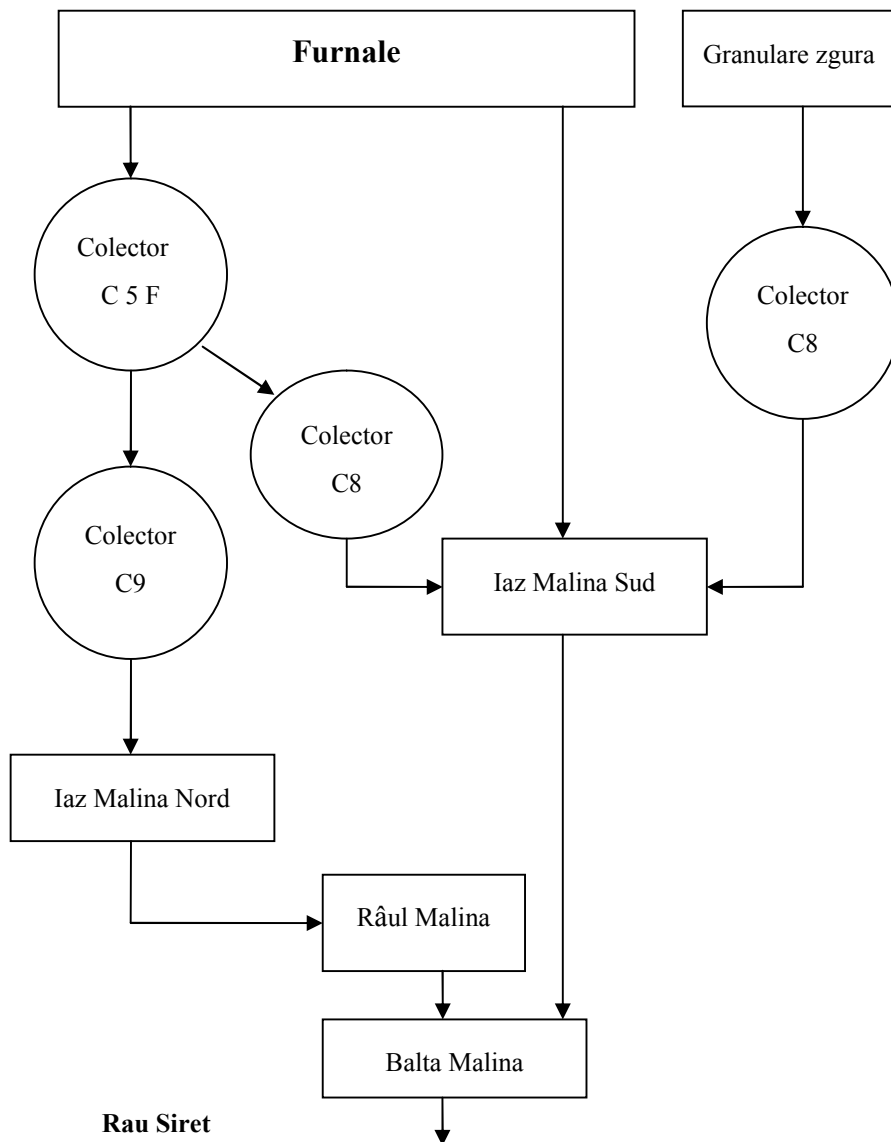 Furnale
Granulare zgura
Colector
C 5 F
Colector
C8
Colector
C8
Colector
C9
Iaz Malina Sud
Iaz Malina Nord
Râul Malina
Balta Malina
Rau Siret